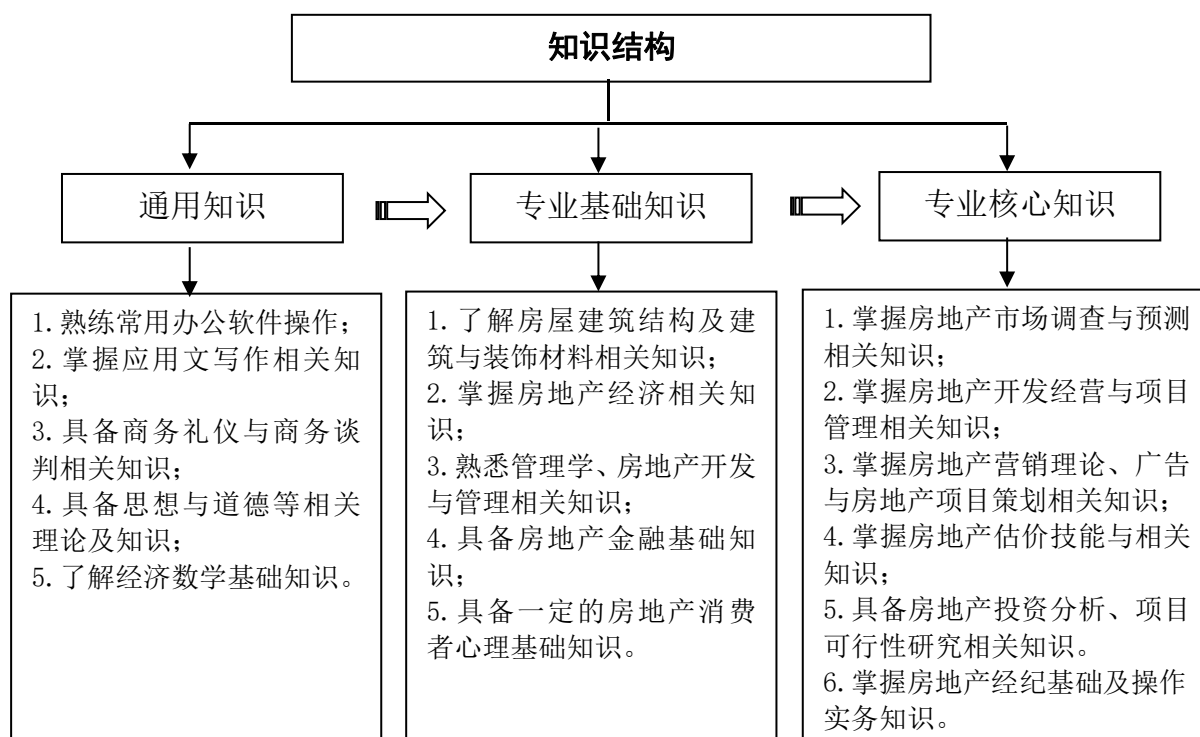 知识结构
通用知识
专业基础知识
专业核心知识
1.熟练常用办公软件操作；
2.掌握应用文写作相关知
识；
3.具备商务礼仪与商务谈
判相关知识；
4.具备思想与道德等相关
理论及知识；
5.了解经济数学基础知识。
1.了解房屋建筑结构及建
筑与装饰材料相关知识；
2.掌握房地产经济相关知
识；
3.熟悉管理学、房地产开发
与管理相关知识；
4.具备房地产金融基础知
识；
5.具备一定的房地产消费
者心理基础知识。
1.掌握房地产市场调查与预测
相关知识；
2.掌握房地产开发经营与项目
管理相关知识；
3.掌握房地产营销理论、广告
与房地产项目策划相关知识；
4.掌握房地产估价技能与相关
知识；
5.具备房地产投资分析、项目
可行性研究相关知识。
6.掌握房地产经纪基础及操作
实务知识。